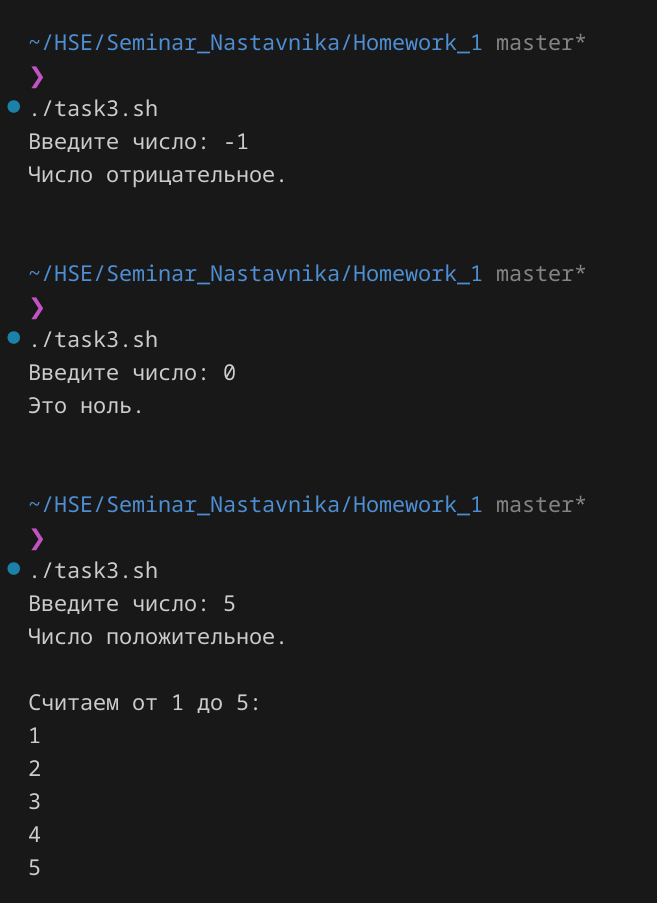 ~/HSE/Seminar_Nastavnika/Homework_1 master*
❯
./task3.sh
Введите число: -1
Число отрицательное.
~/HSE/Seminar_Nastavnika/Homework_1 master*
❯
./task3.sh
Введите число: 0
Это ноль.
~/HSE/Seminar_Nastavnika/Homework_1 master*
❯
./task3.sh
Введите число: 5
Число положительное.
Считаем от 1 до 5:
1
2
3
4
5